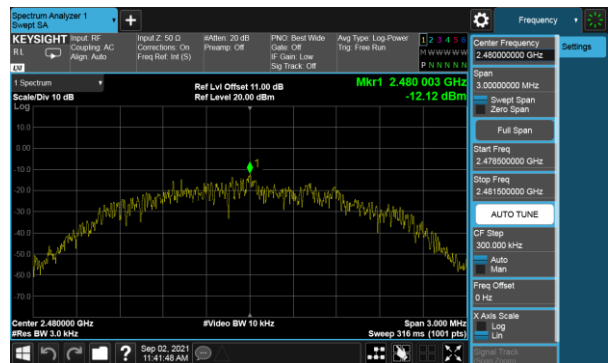 Spectrum Analyzer 1
Swept SA
+
Frequency
KEYSIGHT
Input: RF
Coupling: AC
Align: Auto
Input Z: 50 Ω
Corrections: On
Freq Ref: Int (S)
#Atten: 20 dB
Preamp: Off
PNO: Best Wide
Gate: Off
IF Gain: Low
Sig Track: Off
Avg Type: Log-Power
Trig: Free Run
1 2 3 4 5 6
M W W W W W
P N N N N N
RL
LXI
Center Frequency
2.480000000 GHz
Settings
Span
3.00000000 MHz
Swept Span
Zero Span
Full Span
Start Freq
2.478500000 GHz
Stop Freq
2.481500000 GHz
AUTO TUNE
CF Step
300.000 kHz
Auto
Man
Freq Offset
0 Hz
X Axis Scale
Log
Lin
Signal Track
1 Spectrum
Scale/Div 10 dB
Log
Ref Lvl Offset 11.00 dB
Ref Level 20.00 dBm
Mkr1 2.480 003 GHz
-12.12 dBm
10.0
0.00
1
-10.0
-20.0
-30.0
-40.0
-50.0
-60.0
-70.0
Center 2.480000 GHz
#Res BW 3.0 kHz
#Video BW 10 kHz
Span 3.000 MHz
Sweep 316 ms (1001 pts)
?
Sep 02, 2021
11:41:48 AM